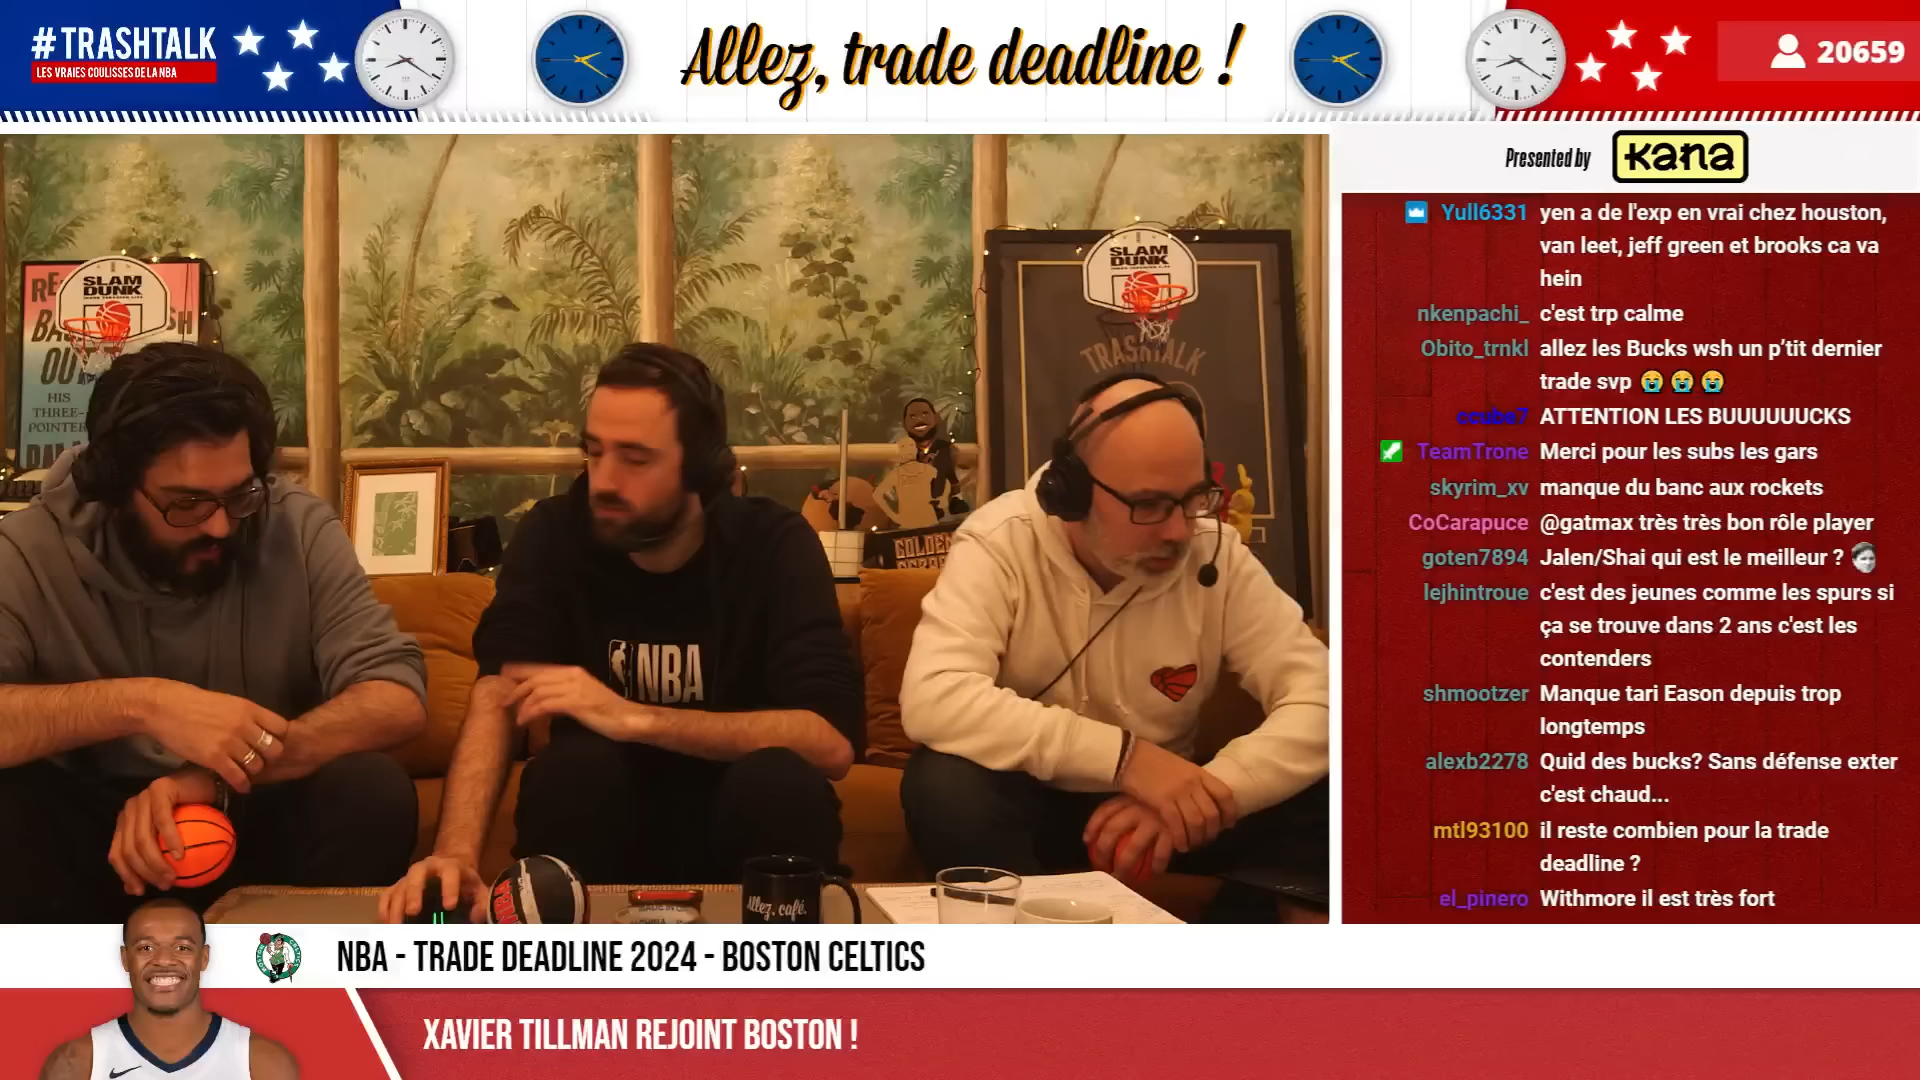 #TRASHTALK
LES VRAIES COULISSES DE LA NBA
Allez, trade deadline !
20659
Presented by kana
SLAM DUNK
HIS
THREE-
POINTER
SLAM DUNK
TRASHTALK
NBA
GOLDEN
Allez, café.
Yull6331 yen a de l'exp en vrai chez houston,
van leet, jeff green et brooks ca va
hein
nkenpachi_ c'est trp calme
Obito_trnkl allez les Bucks wsh un p’tit dernier
trade svp 😭 😭 😭
ccube7 ATTENTION LES BUUUUUUCKS
TeamTrone Merci pour les subs les gars
skyrim_xv manque du banc aux rockets
CoCarapuce @gatmax très très bon rôle player
goten7894 Jalen/Shai qui est le meilleur ?
lejhintroue c'est des jeunes comme les spurs si
ça se trouve dans 2 ans c'est les
contenders
shmootzer Manque tari Eason depuis trop
longtemps
alexb2278 Quid des bucks? Sans défense exter
c'est chaud...
mtl93100 il reste combien pour la trade
deadline ?
el_pinero Withmore il est très fort
NBA - TRADE DEADLINE 2024 - BOSTON CELTICS
XAVIER TILLMAN REJOINT BOSTON !